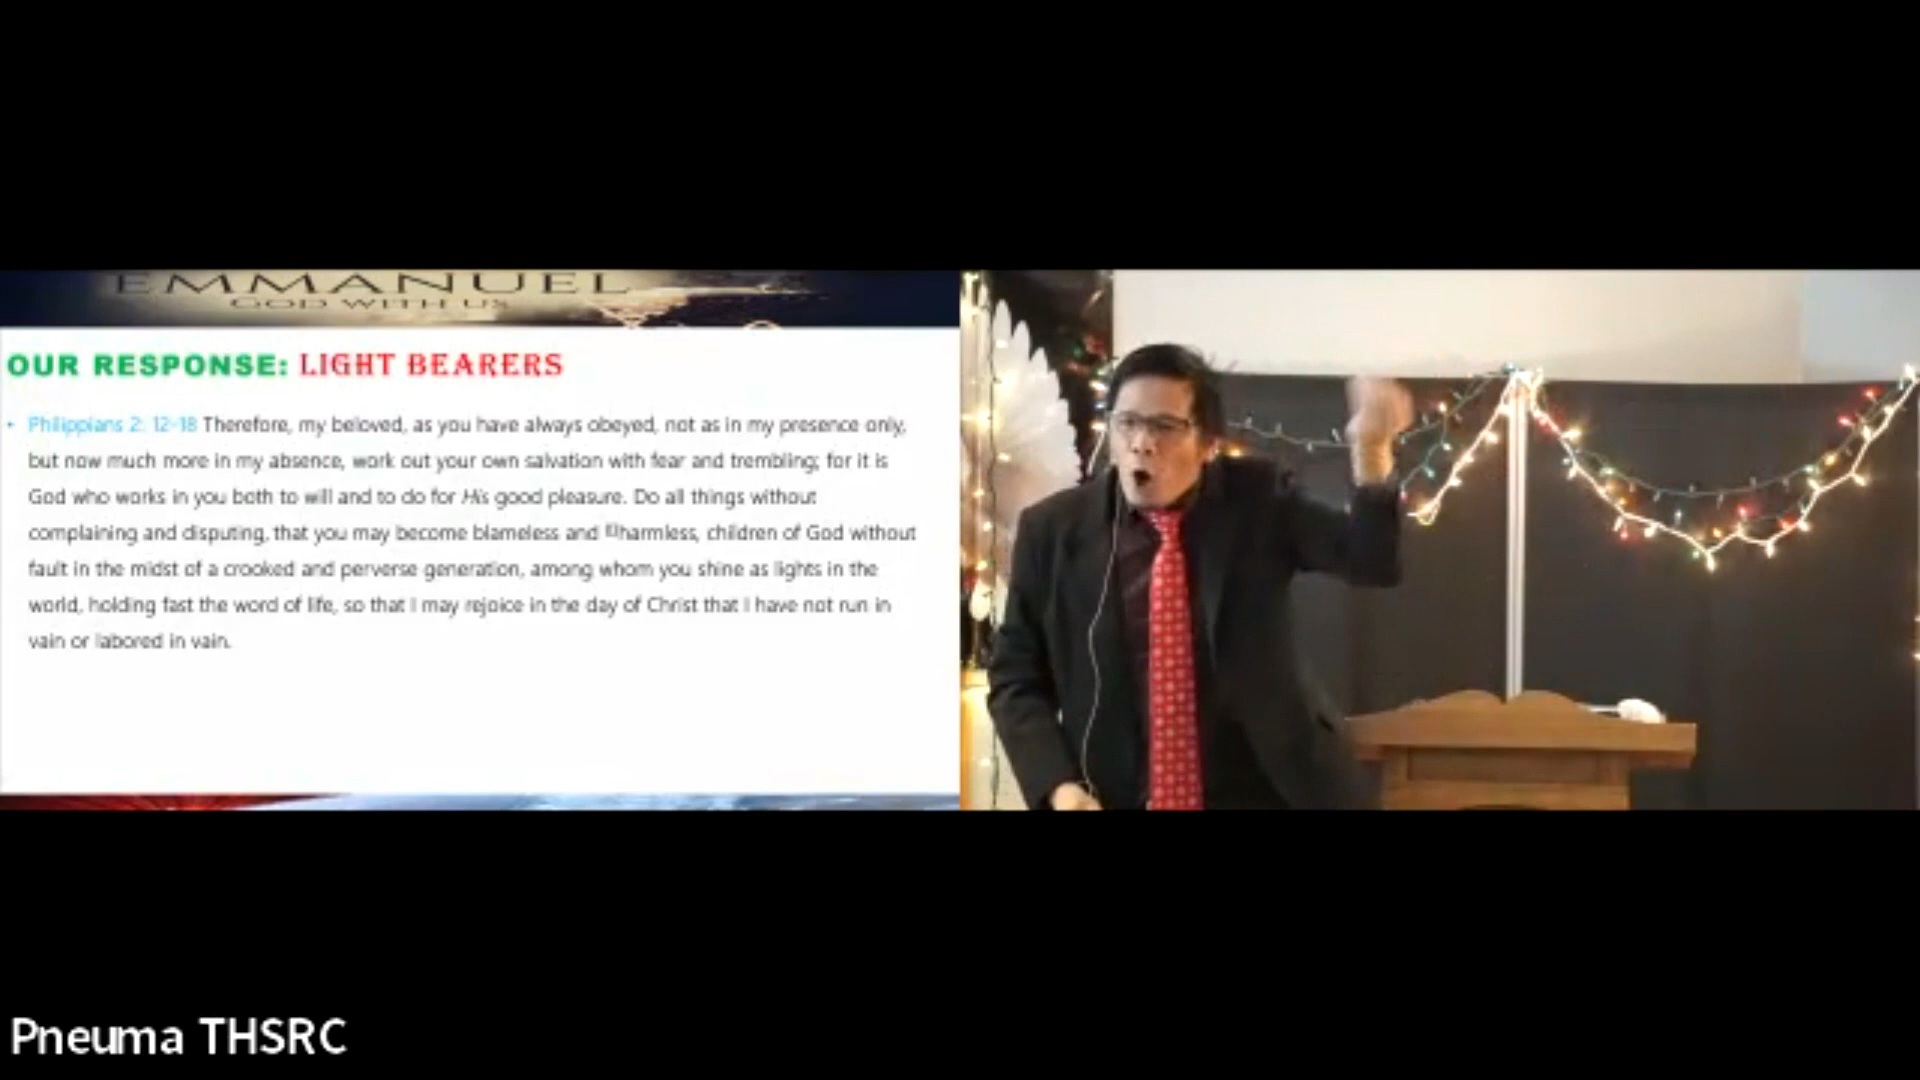 EMMANUEL
GOD WITH US
OUR RESPONSE: LIGHT BEARERS
• Philippians 2: 12-18 Therefore, my beloved, as you have always obeyed, not as in my presence only,
but now much more in my absence, work out your own salvation with fear and trembling; for it is
God who works in you both to will and to do for His good pleasure. Do all things without
complaining and disputing, that you may become blameless and harmless, children of God without
fault in the midst of a crooked and perverse generation, among whom you shine as lights in the
world, holding fast the word of life, so that I may rejoice in the day of Christ that I have not run in
vain or labored in vain.
Pneuma THSRC